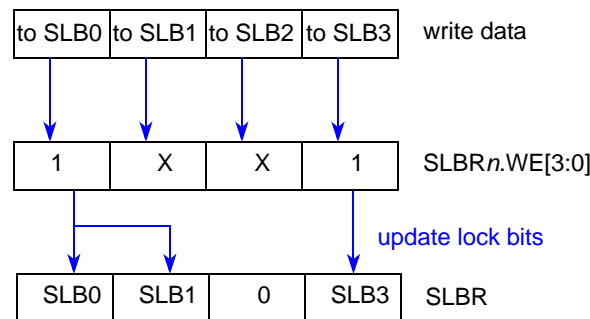 to SLB0 to SLB1 to SLB2 to SLB3 write data
1 X X 1 SLBRn.WE[3:0]
update lock bits
SLB0 SLB1 0 SLB3 SLBR